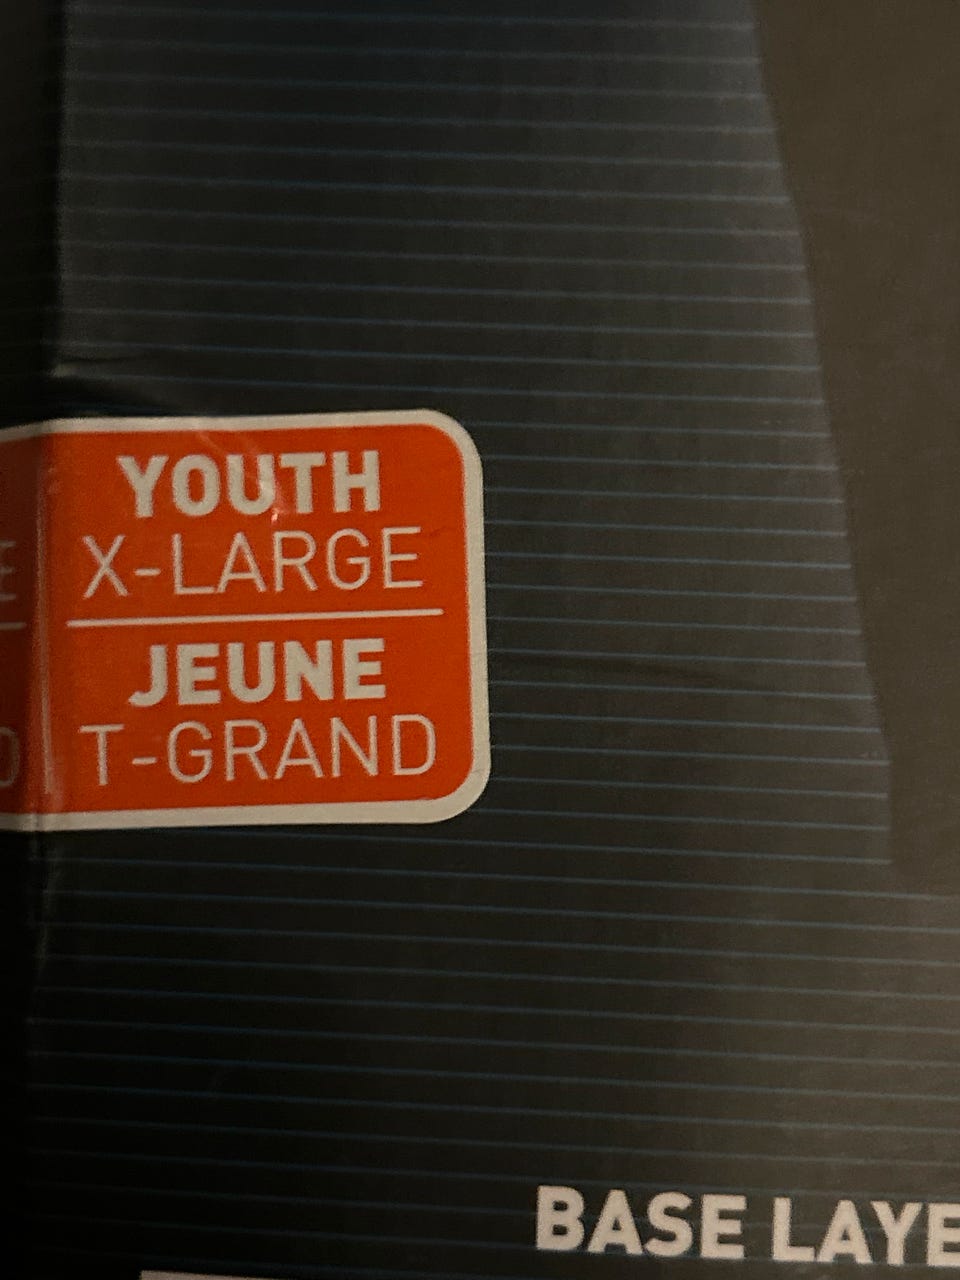 YOUTH
X-LARGE
JEUNE
T-GRAND
BASE LAYE